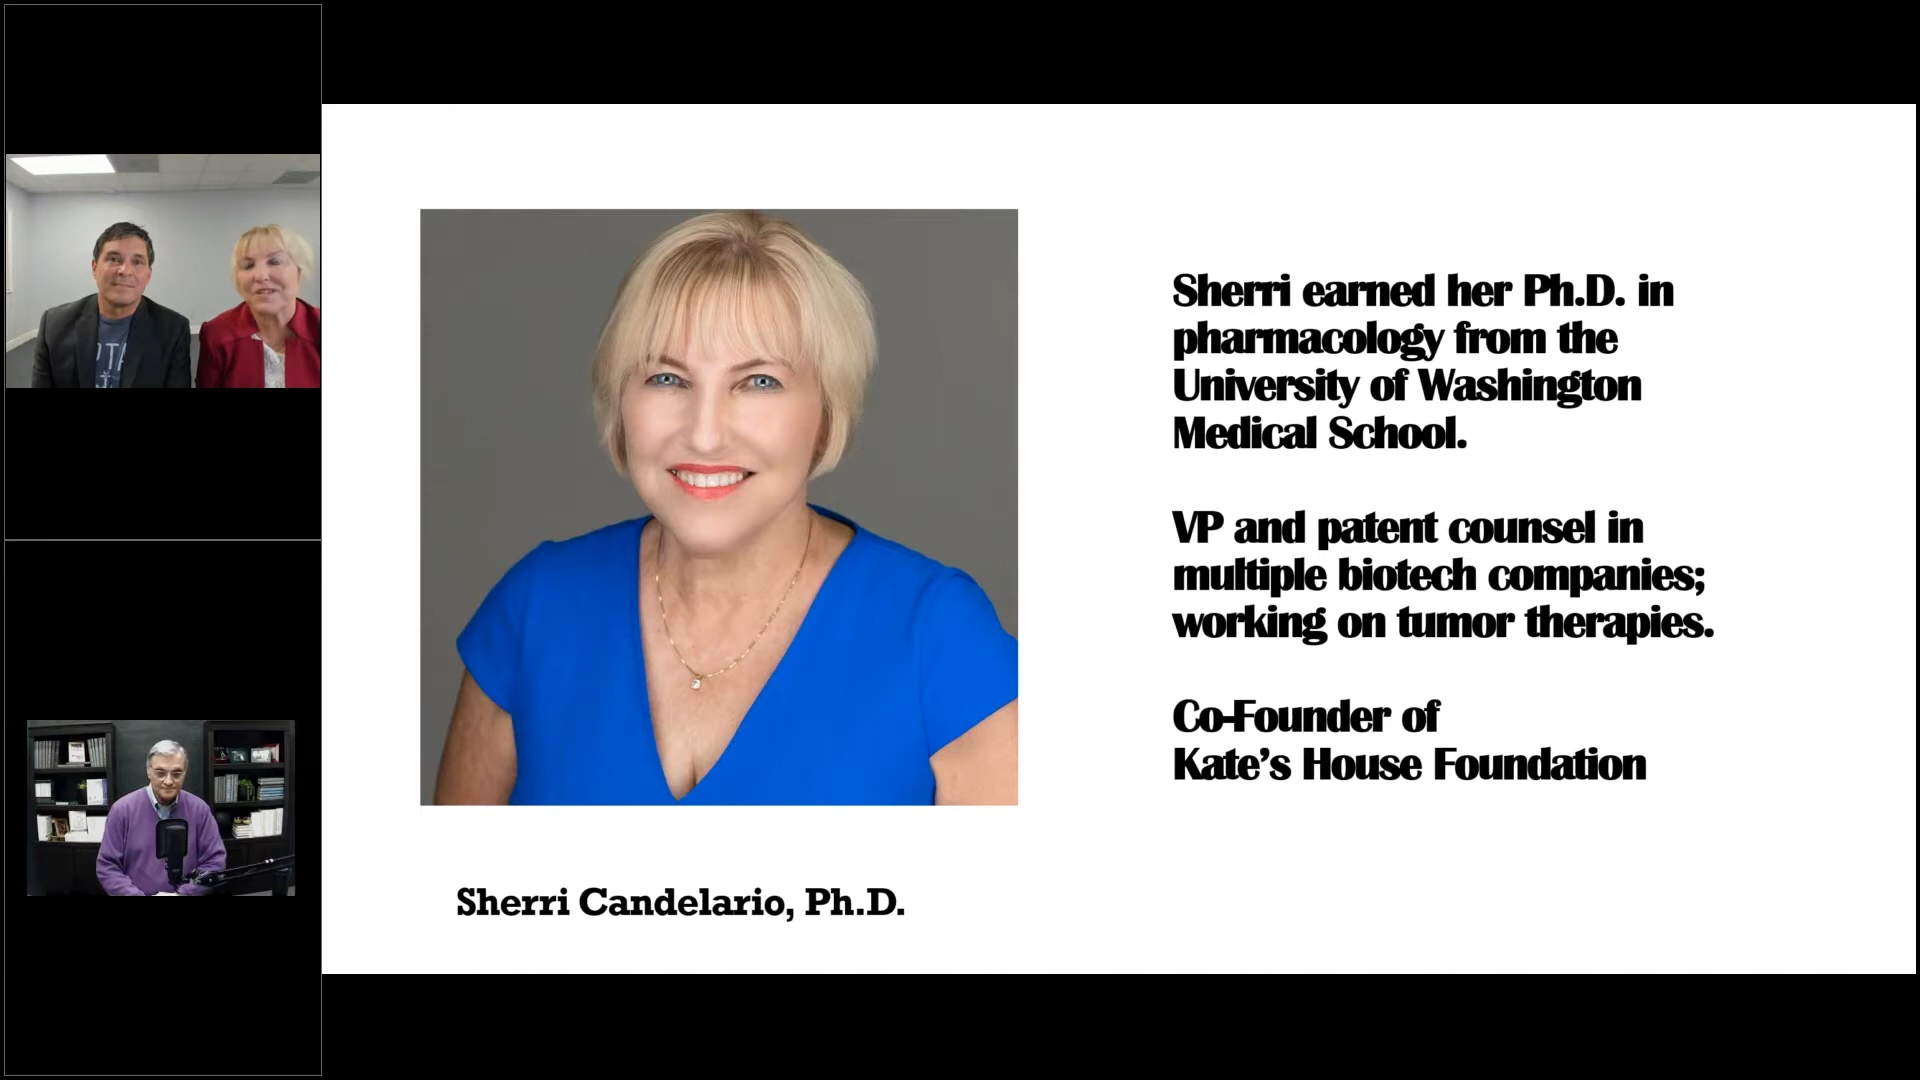 Sherri earned her Ph.D. in
pharmacology from the
University of Washington
Medical School.
VP and patent counsel in
multiple biotech companies;
working on tumor therapies.
Co-Founder of
Kate’s House Foundation
Sherri Candelario, Ph.D.